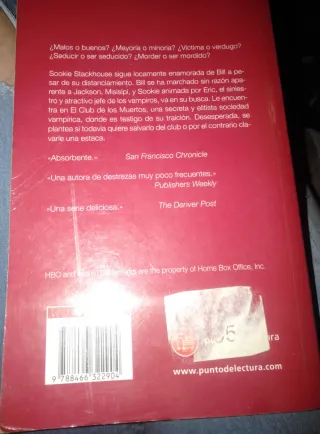 ¿Malos o buenos? ¿Mayoría o minoría? ¿Víctima o verdugo?
¿Seducir o ser seducido? ¿Morder o ser mordido?
Sookie Stackhouse sigue locamente enamorada de Bill a pe-
sar de su distanciamiento. Bill se ha marchado sin razón apa-
renta a Jackson, Misisipi, y Sookie animada por Eric, el sinies-
tro y atractivo jefe de los vampiros, va en su busca. Le encuen-
tra en El Club de los Muertos, una secreta y elitista sociedad
vampírica, donde es testigo de su traición. Desesperada, se
plantea si todavía quiere salvarlo del club o por el contrario cla-
varle una estaca.
«Absorbente.» San Francisco Chronicle
«Una autora de destrezas muy poco frecuentes.»
Publishers Weekly
«Una serie deliciosa.» The Denver Post
HBO and are the property of Home Box Office, Inc.
www.puntodelectura.com
9 788466 322904